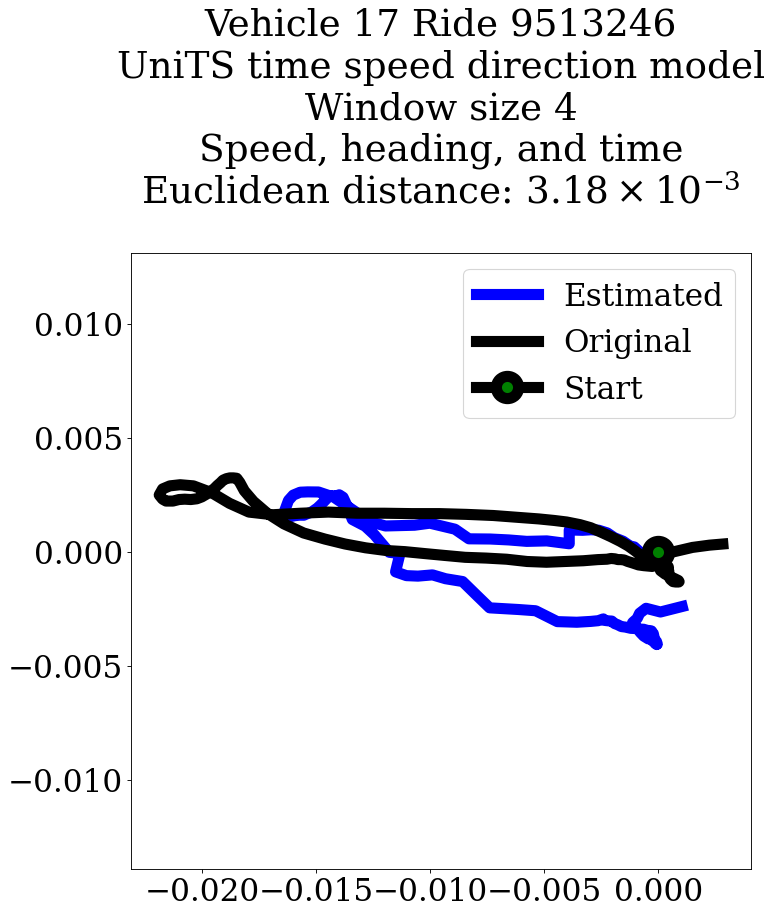 Vehicle 17 Ride 9513246
UniTS time speed direction model
Window size 4
Speed, heading, and time
Euclidean distance: 3.18 × 10⁻³
Estimated
Original
Start
0.010
0.005
0.000
−0.005
−0.010
−0.020 −0.015 −0.010 −0.005 0.000